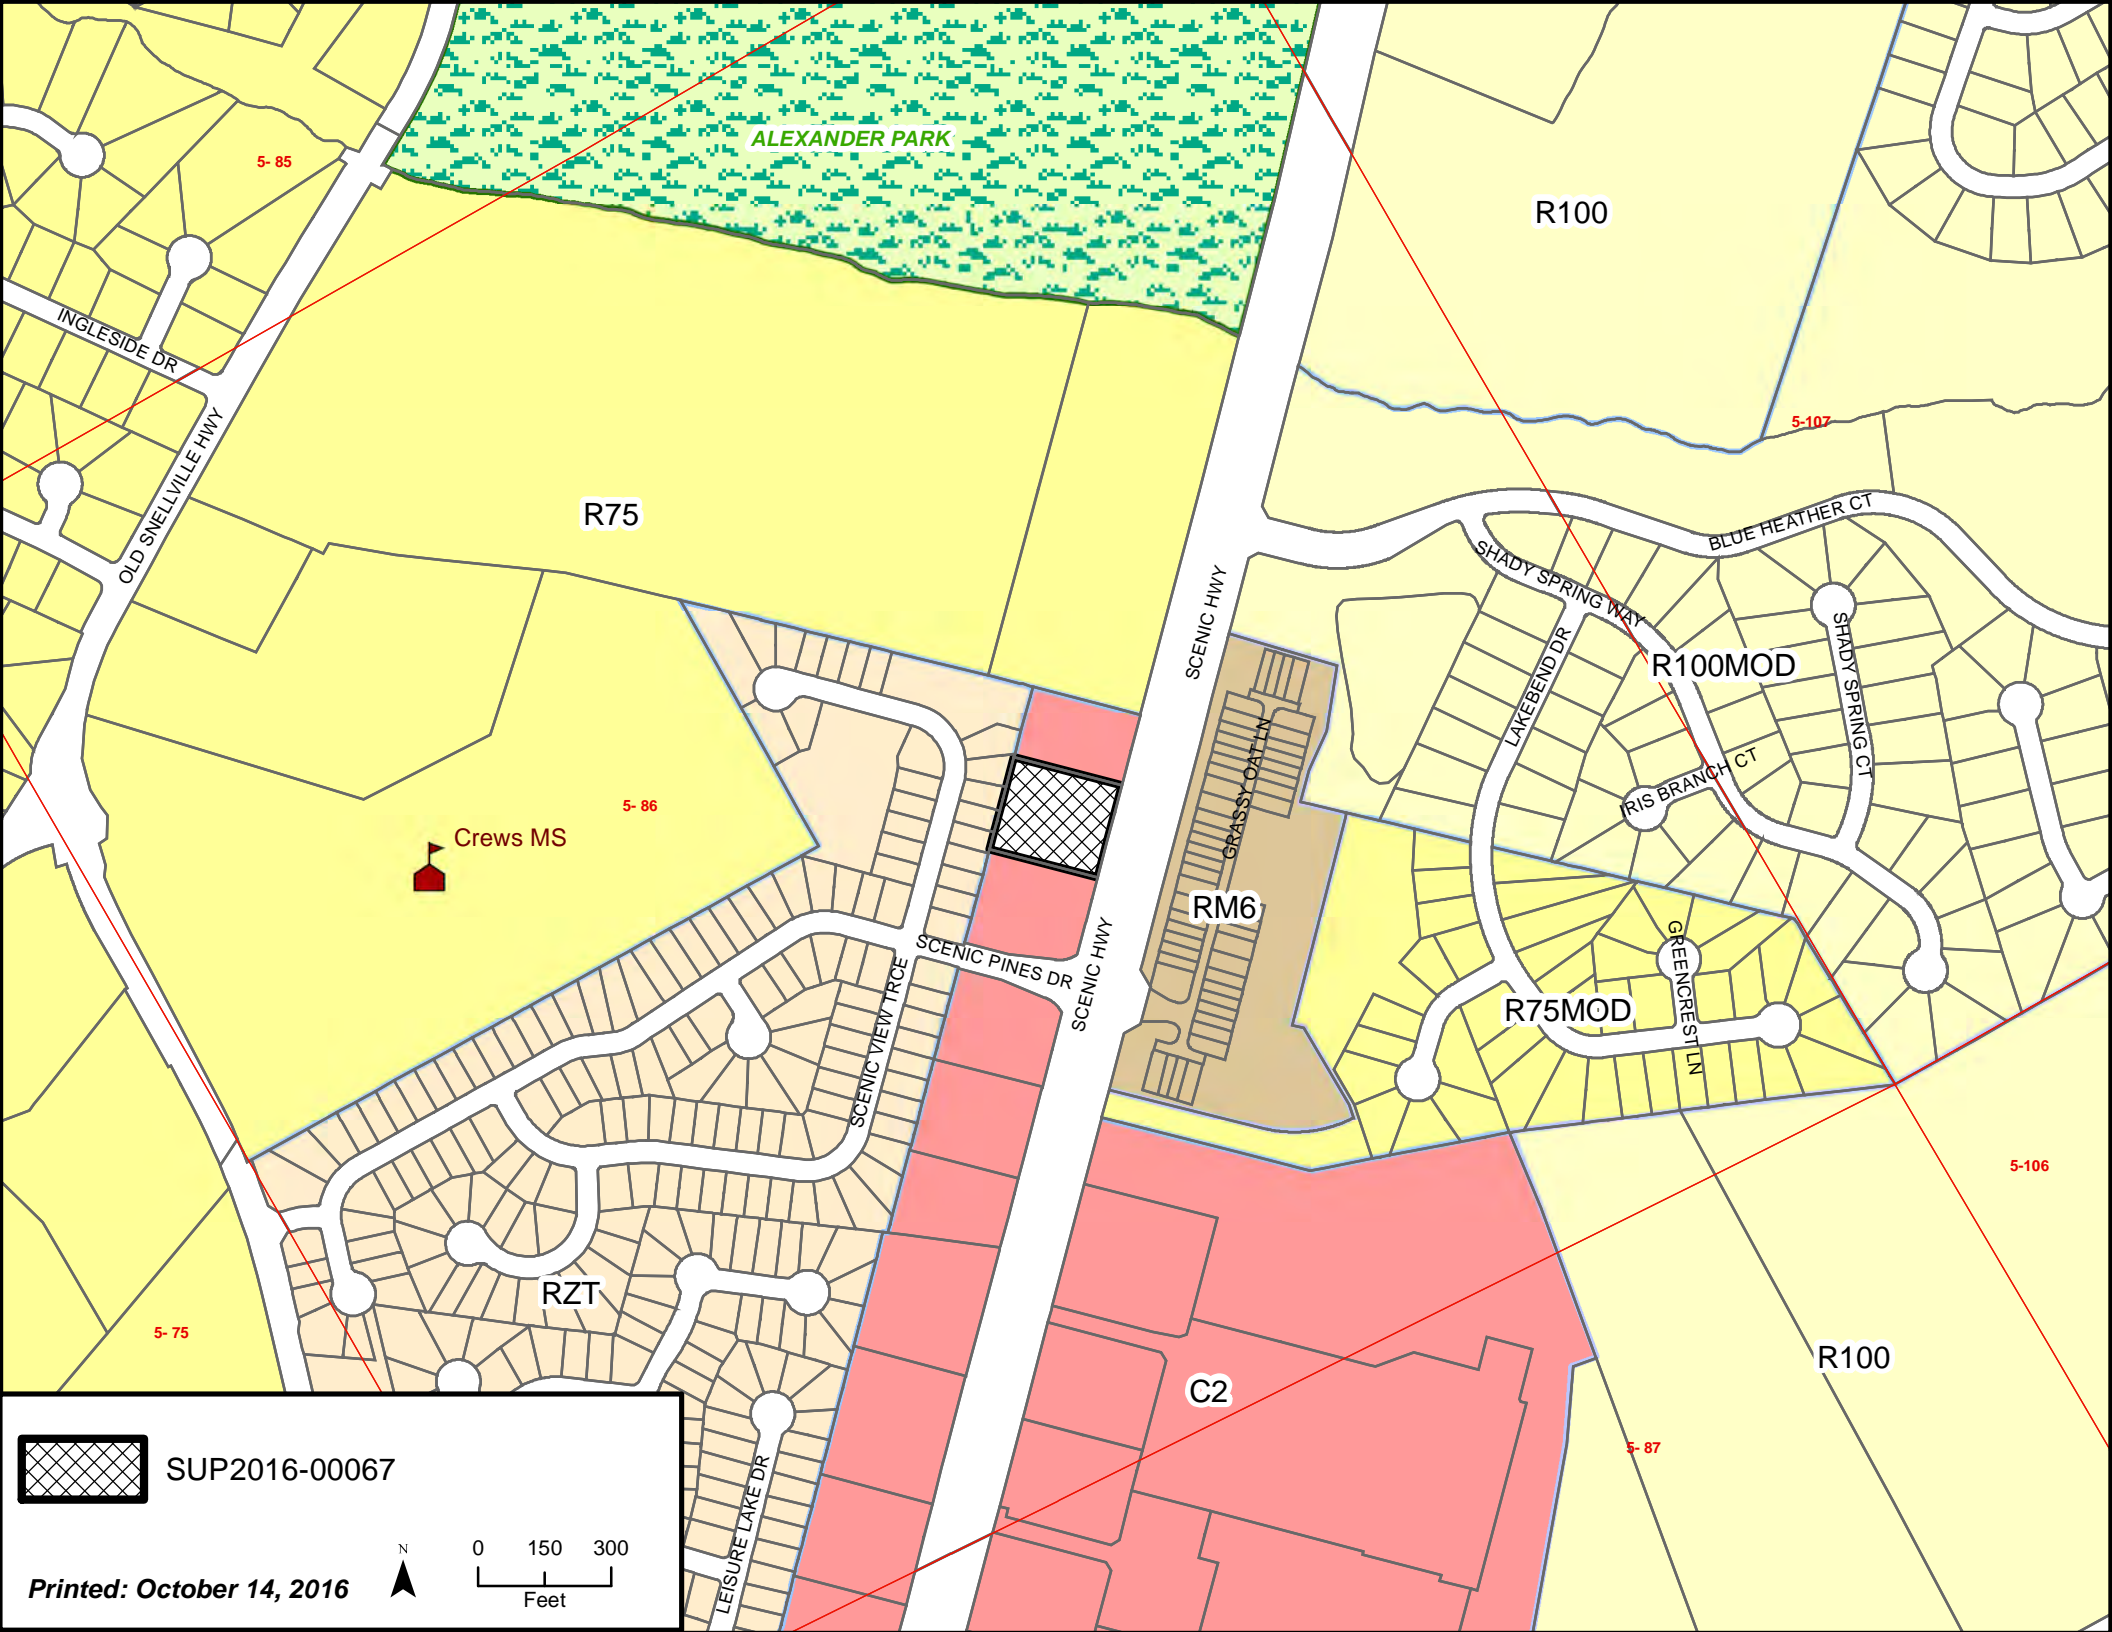 ALEXANDER PARK
5- 85
R100
INGLESIDE DR
5-107
OLD SNELLVILLE HWY
R75
BLUE HEATHER CT
SHADY SPRING WAY
SCENIC HWY
LAKEBEND DR
R100MOD
SHADY SPRING CT
GRASSY OAT LN
IRIS BRANCH CT
5- 86
Crews MS
RM6
SCENIC PINES DR
SCENIC HWY
GREENCREST LN
R75MOD
SCENIC VIEW TRCE
5-106
RZT
5- 75
R100
C2
5- 87
LEISURE LAKE DR
SUP2016-00067
N
0 150 300
Feet
Printed: October 14, 2016